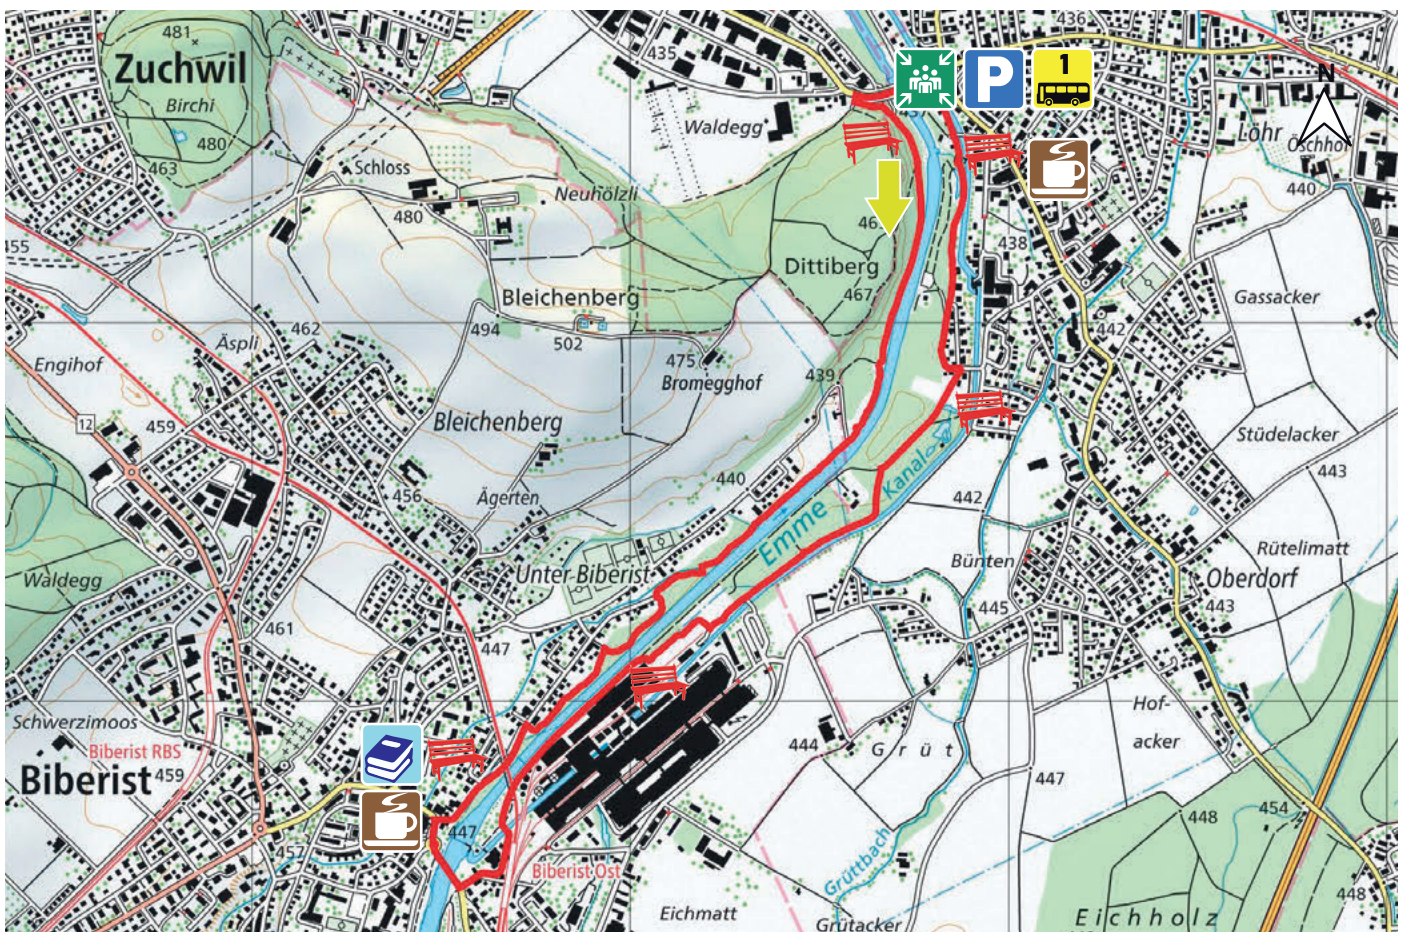 481
Zuchwil
Birchi
480
463
435
Waldegg
436
P
1
N
Löhr
Öschhof
440
Schloss
480
Neuhölzli
455
438
Dittiberg
467
Bleichenberg
494
502
462
Äspli
459
Engihof
12
459
475
Bromegghof
439
Gassacker
442
Bleichenberg
Stüdelacker
443
456
Ägerten
440
Kanal
442
Emme
Bünten
Rütelimatt
Oberdorf
443
445
Unter-Biberist
Waldegg
461
447
Schwerzimoos
Biberist RBS
Biberist
459
Hof-
acker
444
Grüt
447
448
454
447
457
Biberist Ost
Grüttbach
Eichmatt
Grütacker
Eichholz
448